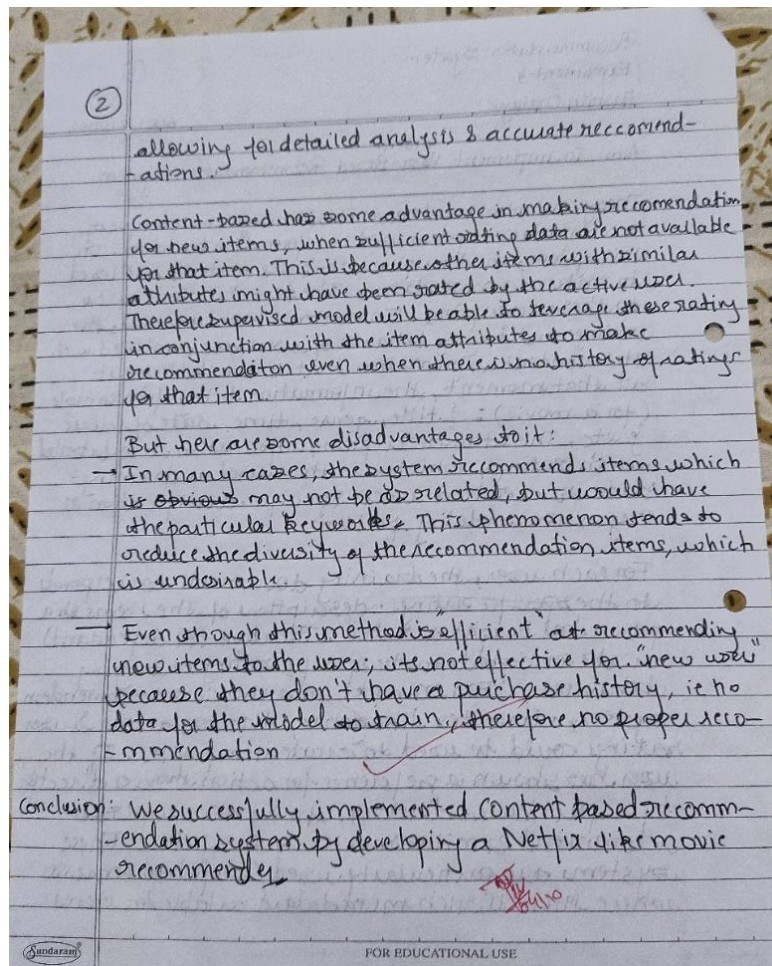 2
allowing for detailed analysis & accurate reccomend-
-ations.
Content-based has some advantage in making reccomendation
for new items, when sufficient rating data are not available
for that item. This is because other items with similar
attributes might have been rated by the active user.
Therefore supervised model will be able to leverage these rating
in conjunction with the item attributes to make
recommendaiton even when there is no history of ratings
for that item.
But here are some disadvantages to it:
→ In many cases, the system reccommends items which
is obvious may not be as related, but would have
the particular keywords. This phenomenon tends to
reduce the diversity of the recommendation items, which
is undesirable.
→ Even though this method is "efficient" at recommending
new items to the user, its not effective for "new user"
because they don't have a purchase history, ie no
data for the model to train, therefore no proper reco-
-mmendation
Conclusion: We successfully implemented content based recomm-
-endation system by developing a Netflix like movie
recommender
Sundaram
FOR EDUCATIONAL USE